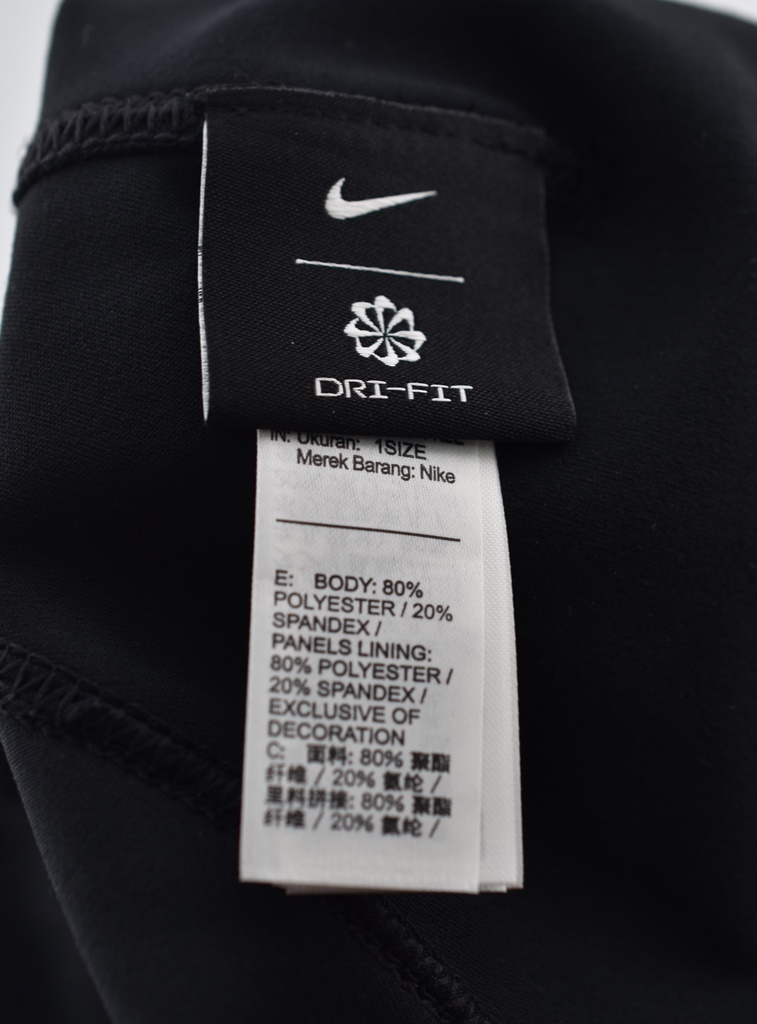 DRI-FIT
IN: Ukuran: 1SIZE
Merek Barang: Nike
E: BODY: 80%
POLYESTER / 20%
SPANDEX /
PANELS LINING:
80% POLYESTER /
20% SPANDEX /
EXCLUSIVE OF
DECORATION
C: 面料: 80% 聚酯
纤维 / 20% 氨纶 /
里料拼接: 80% 聚酯
纤维 / 20% 氨纶 /